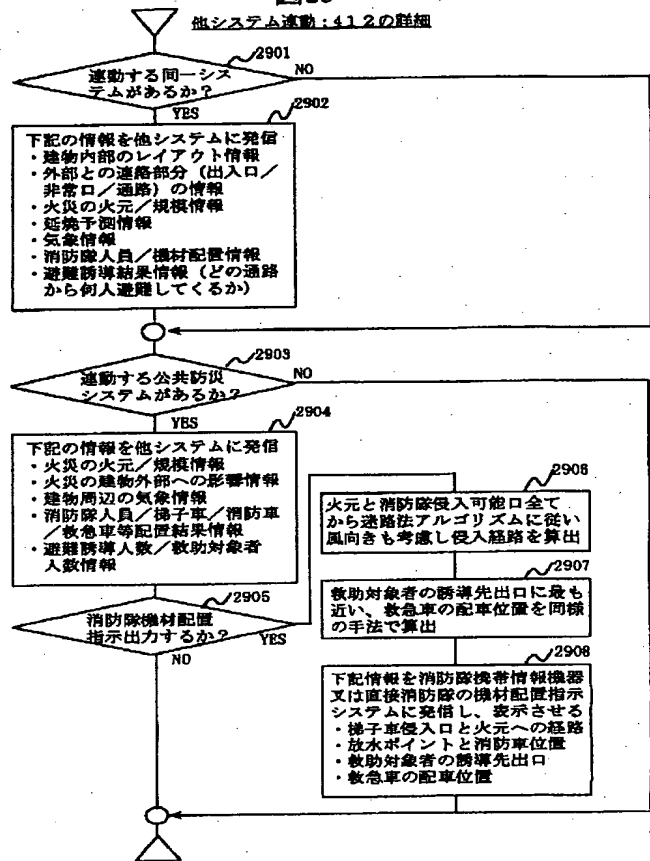 他システム連動：412の詳細
2901
連動する同一シス
テムがあるか？
NO
YES
2902
下記の情報を他システムに発信
・建物内部のレイアウト情報
・外部との連絡部分（出入口／
非常口／通路）の情報
・火災の火元／規模情報
・延焼予測情報
・気象情報
・消防隊人員／機材配置情報
・避難誘導結果情報（どの通路
から何人避難してくるか）
2903
連動する公共防災
システムがあるか？
NO
YES
2904
下記の情報を他システムに発信
・火災の火元／規模情報
・火災の建物外部への影響情報
・建物周辺の気象情報
・消防隊人員／梯子車／消防車
／救急車等配置結果情報
・避難誘導人数／救助対象者
人数情報
2905
消防隊機材配置
指示出力するか？
YES
NO
2906
火元と消防隊侵入可能口全て
から迷路法アルゴリズムに従い
風向きも考慮し侵入経路を算出
2907
救助対象者の誘導先出口に最も
近い、救急車の配車位置を同様
の手法で算出
2908
下記情報を消防隊携帯情報機器
又は直接消防隊の機材配置指示
システムに発信し、表示させる
・梯子車侵入口と火元への経路
・放水ポイントと消防車位置
・救助対象者の誘導先出口
・救急車の配車位置